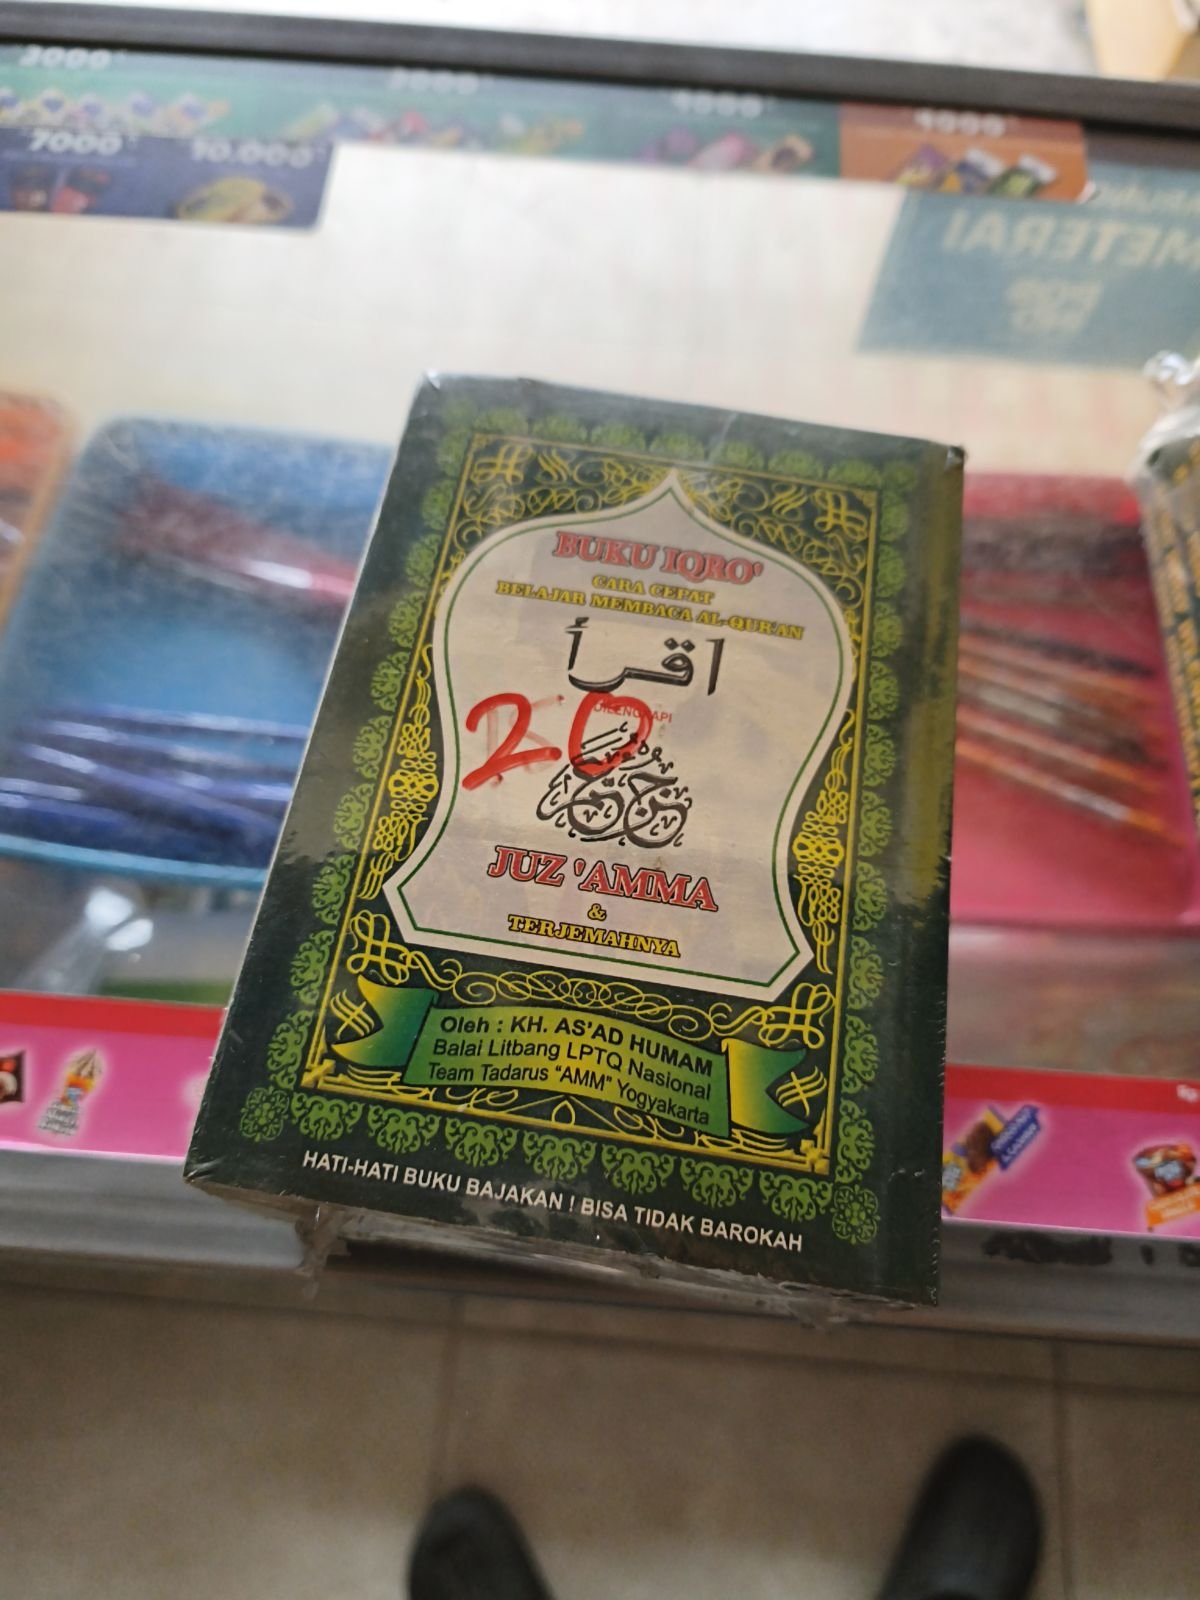 2000
7000
10.000
METERAI
BUKU IQRO'
CARA CEPAT
BELAJAR MEMBACA AL-QUR'AN
اقرأ
20
DILENGKAPI
JUZ 'AMMA
&
TERJEMAHNYA
Oleh : KH. AS'AD HUMAM
Balai Litbang LPTQ Nasional
Team Tadarus "AMM" Yogyakarta
HATI-HATI BUKU BAJAKAN ! BISA TIDAK BAROKAH